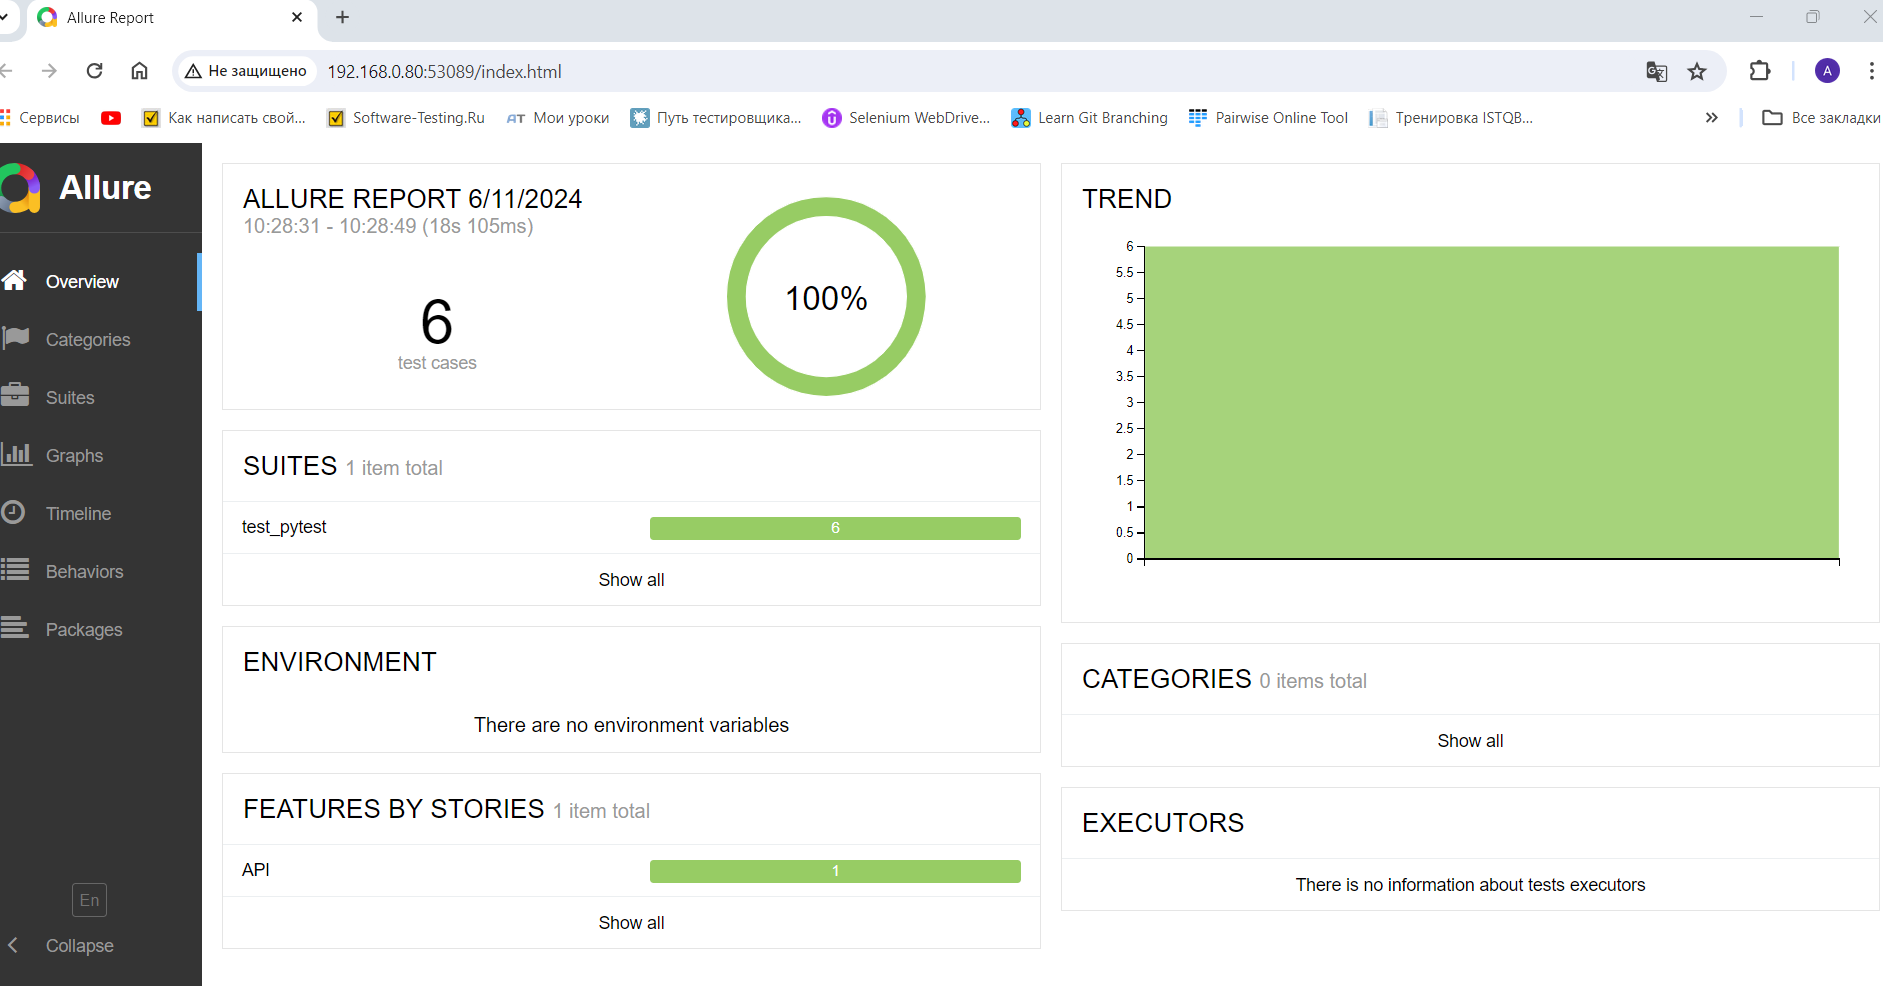 Allure Report
Не защищено 192.168.0.80:53089/index.html
A
Сервисы Как написать свой... Software-Testing.Ru AT Мои уроки Путь тестировщика... Selenium WebDrive... Learn Git Branching Pairwise Online Tool Тренировка ISTQB... » Все закладки
Allure
Overview
Categories
Suites
Graphs
Timeline
Behaviors
Packages
En
Collapse
ALLURE REPORT 6/11/2024
10:28:31 - 10:28:49 (18s 105ms)
6
test cases
100%
SUITES 1 item total
test_pytest 6
Show all
ENVIRONMENT
There are no environment variables
FEATURES BY STORIES 1 item total
API 1
Show all
TREND
6
5.5
5
4.5
4
3.5
3
2.5
2
1.5
1
0.5
0
CATEGORIES 0 items total
Show all
EXECUTORS
There is no information about tests executors